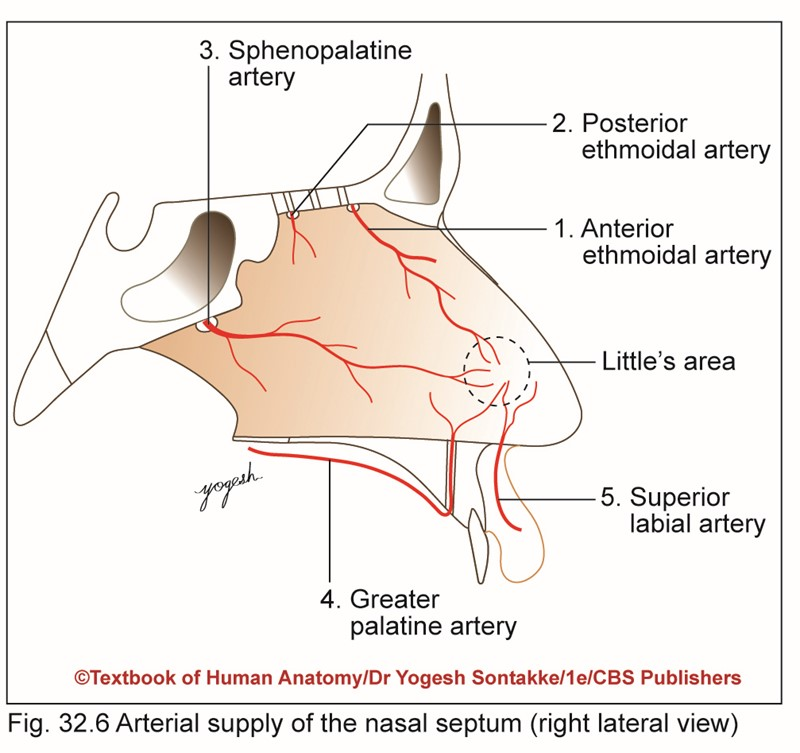 3. Sphenopalatine
artery
2. Posterior
ethmoidal artery
1. Anterior
ethmoidal artery
Little’s area
yogesh
5. Superior
labial artery
4. Greater
palatine artery
©Textbook of Human Anatomy/Dr Yogesh Sontakke/1e/CBS Publishers
Fig. 32.6 Arterial supply of the nasal septum (right lateral view)